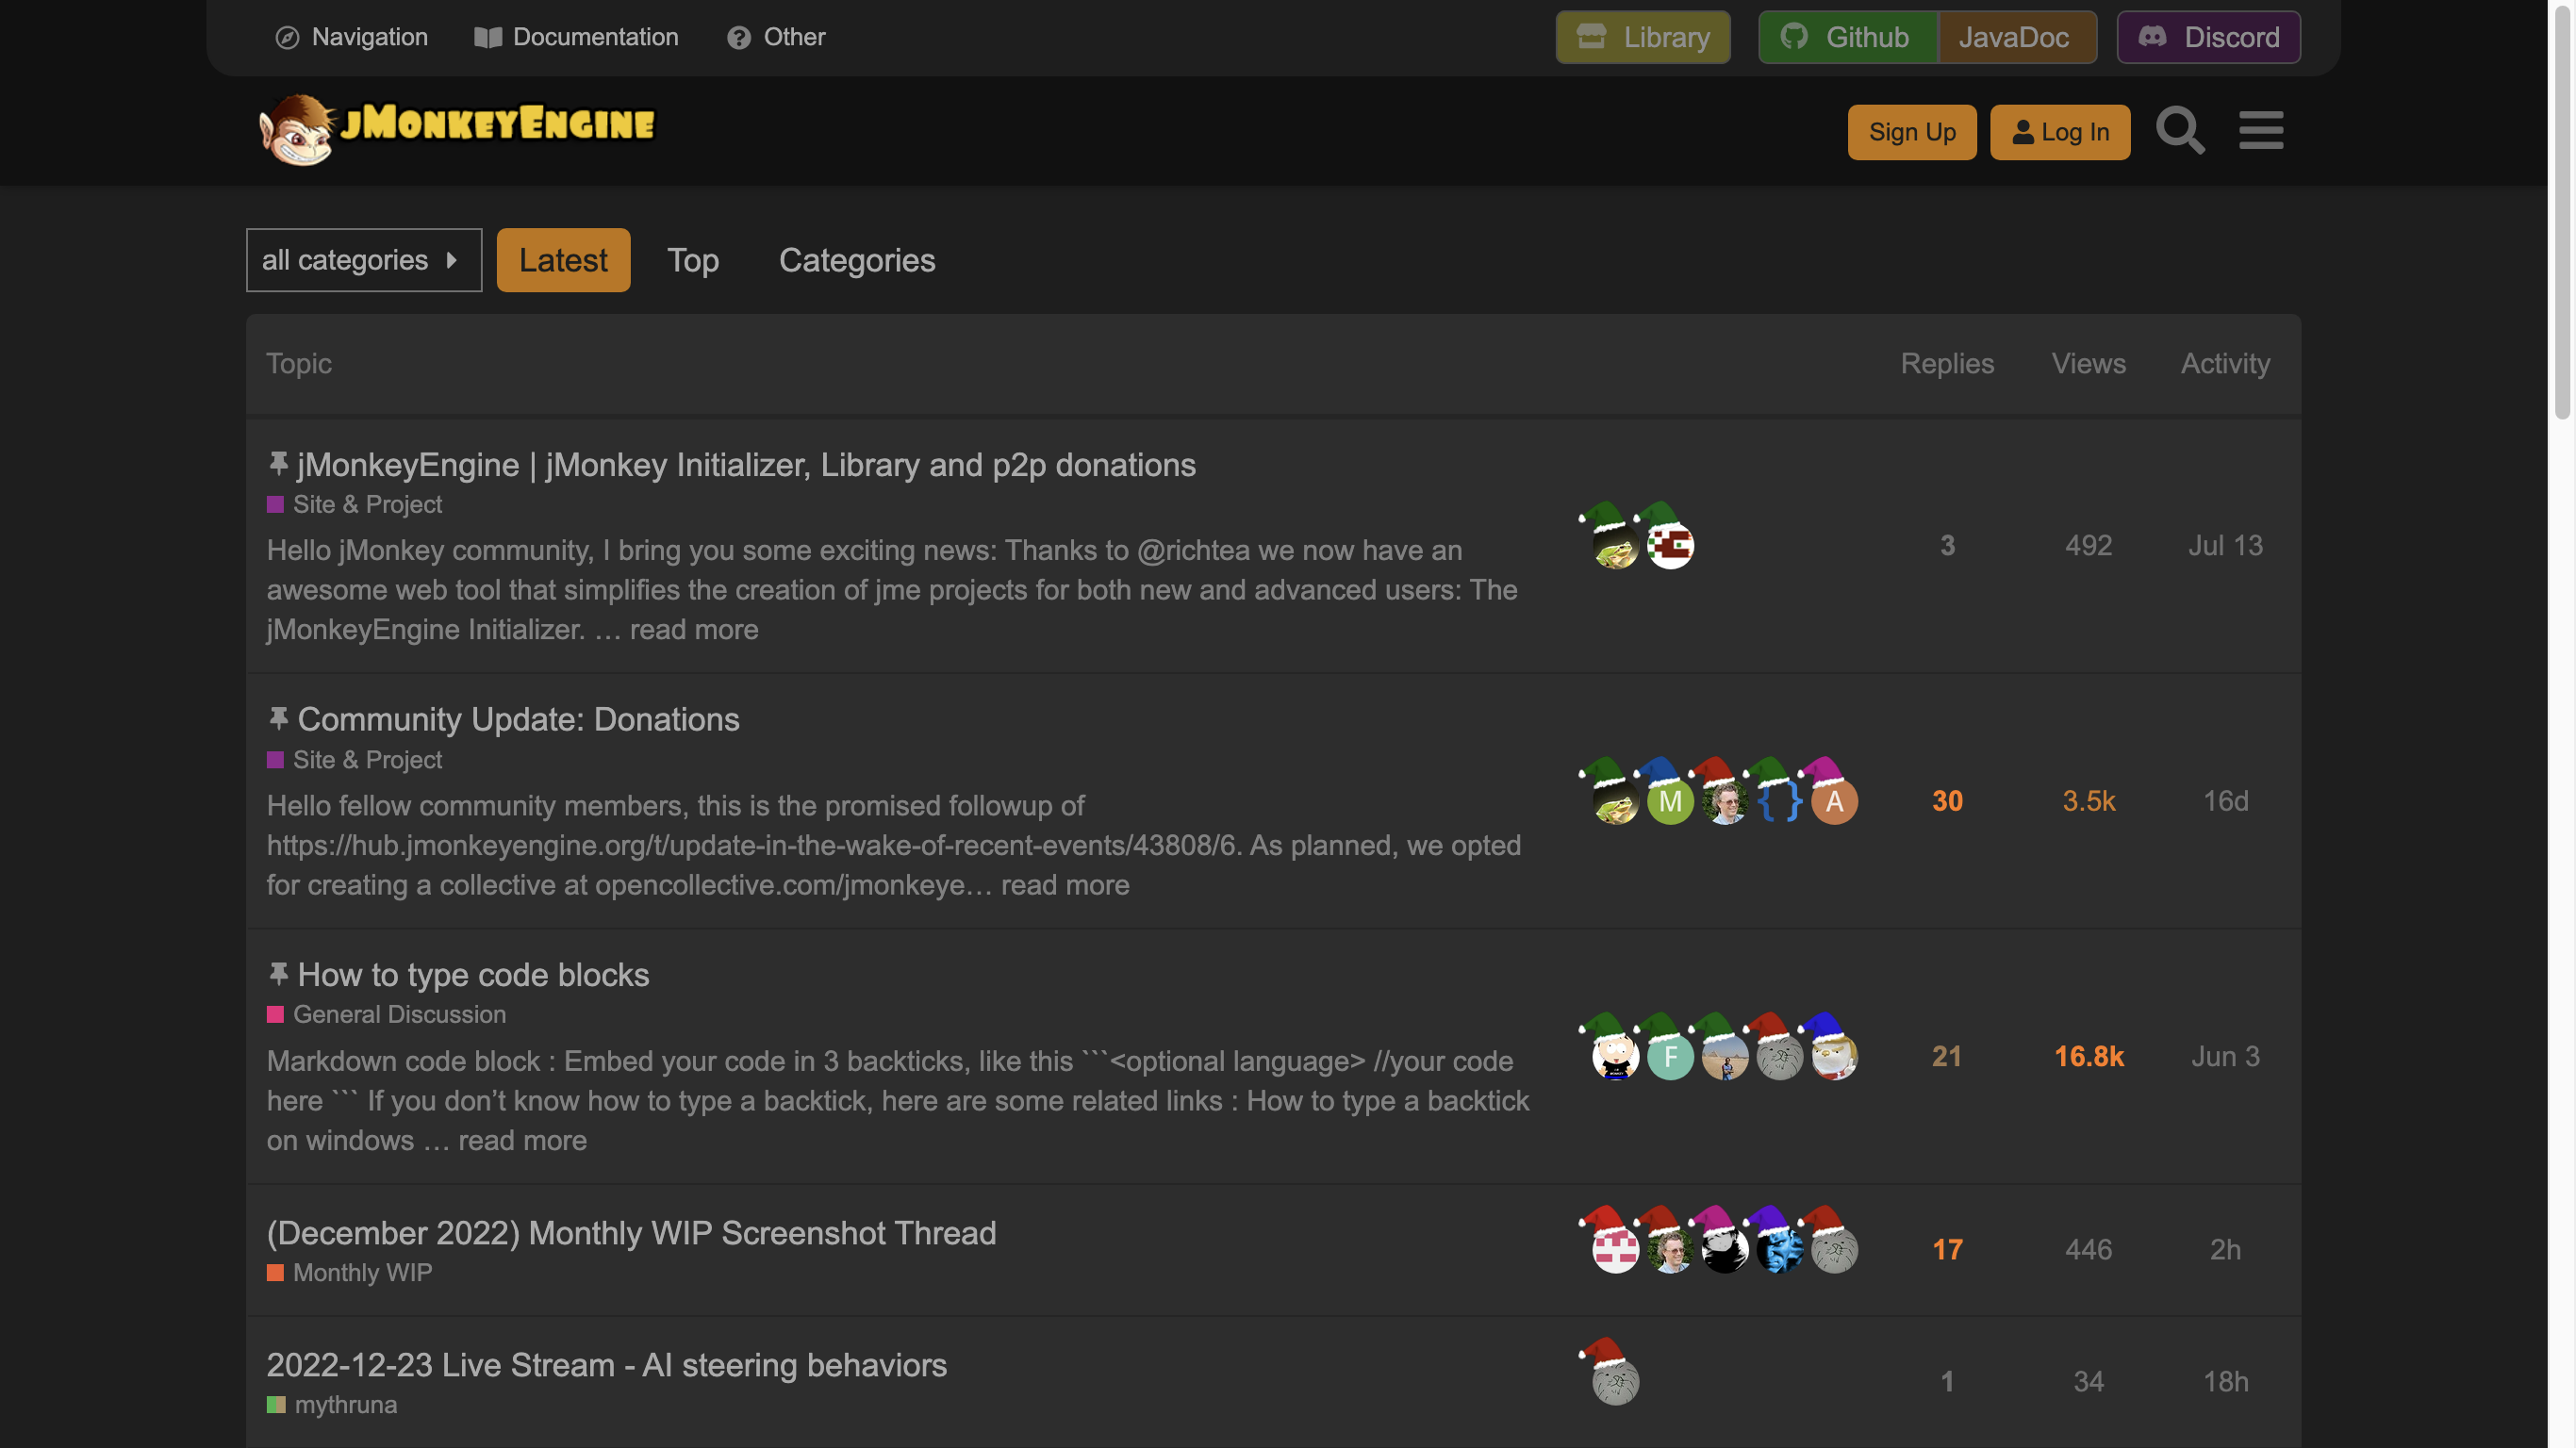 Navigation Documentation Other Library Github JavaDoc Discord
jMonkeyEngine Sign Up Log In
all categories Latest Top Categories
Topic Replies Views Activity
jMonkeyEngine | jMonkey Initializer, Library and p2p donations
Site & Project
Hello jMonkey community, I bring you some exciting news: Thanks to @richtea we now have an
awesome web tool that simplifies the creation of jme projects for both new and advanced users: The
jMonkeyEngine Initializer. … read more
3 492 Jul 13
Community Update: Donations
Site & Project
Hello fellow community members, this is the promised followup of
https://hub.jmonkeyengine.org/t/update-in-the-wake-of-recent-events/43808/6. As planned, we opted
for creating a collective at opencollective.com/jmonkeye… read more
M { } A 30 3.5k 16d
How to type code blocks
General Discussion
Markdown code block : Embed your code in 3 backticks, like this ```<optional language> //your code
here ``` If you don’t know how to type a backtick, here are some related links : How to type a backtick
on windows … read more
F 21 16.8k Jun 3
(December 2022) Monthly WIP Screenshot Thread
Monthly WIP
17 446 2h
2022-12-23 Live Stream - AI steering behaviors
mythruna
1 34 18h